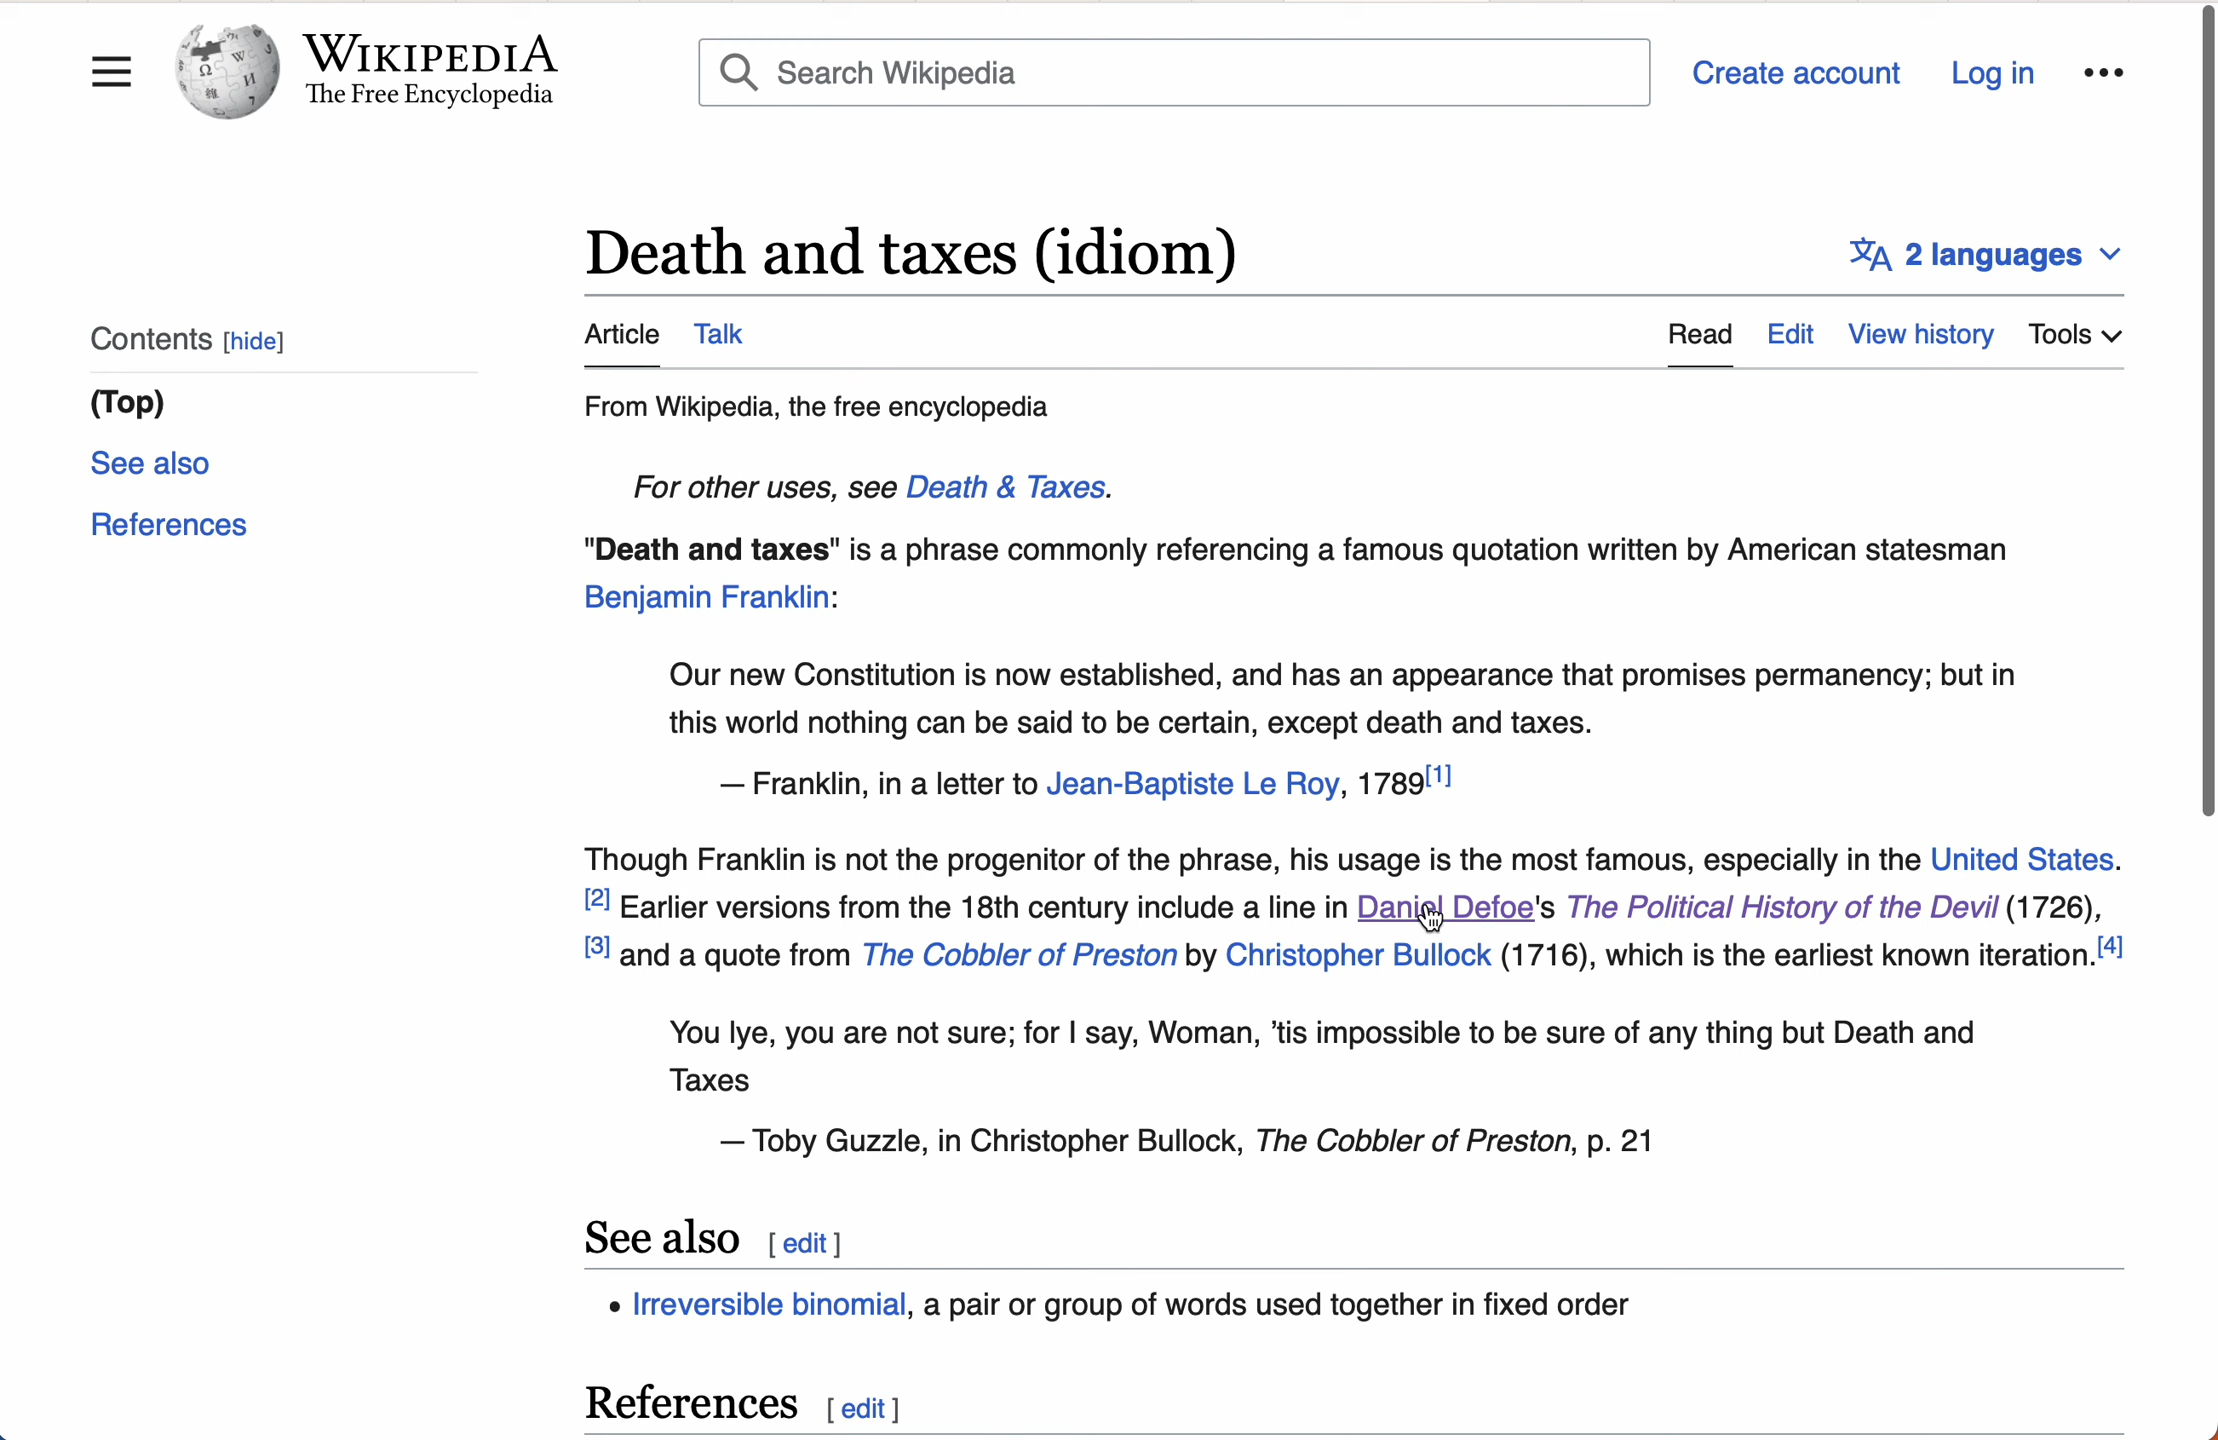 WIKIPEDIA
The Free Encyclopedia
Search Wikipedia
Create account
Log in
Death and taxes (idiom)
2 languages
Contents [hide]
(Top)
See also
References
Article
Talk
Read
Edit
View history
Tools
From Wikipedia, the free encyclopedia
For other uses, see Death & Taxes.
"Death and taxes" is a phrase commonly referencing a famous quotation written by American statesman
Benjamin Franklin:
Our new Constitution is now established, and has an appearance that promises permanency; but in
this world nothing can be said to be certain, except death and taxes.
— Franklin, in a letter to Jean-Baptiste Le Roy, 1789[1]
Though Franklin is not the progenitor of the phrase, his usage is the most famous, especially in the United States.
[2] Earlier versions from the 18th century include a line in Daniel Defoe's The Political History of the Devil (1726),
[3] and a quote from The Cobbler of Preston by Christopher Bullock (1716), which is the earliest known iteration.[4]
You lye, you are not sure; for I say, Woman, ’tis impossible to be sure of any thing but Death and
Taxes
— Toby Guzzle, in Christopher Bullock, The Cobbler of Preston, p. 21
See also [ edit ]
• Irreversible binomial, a pair or group of words used together in fixed order
References [ edit ]